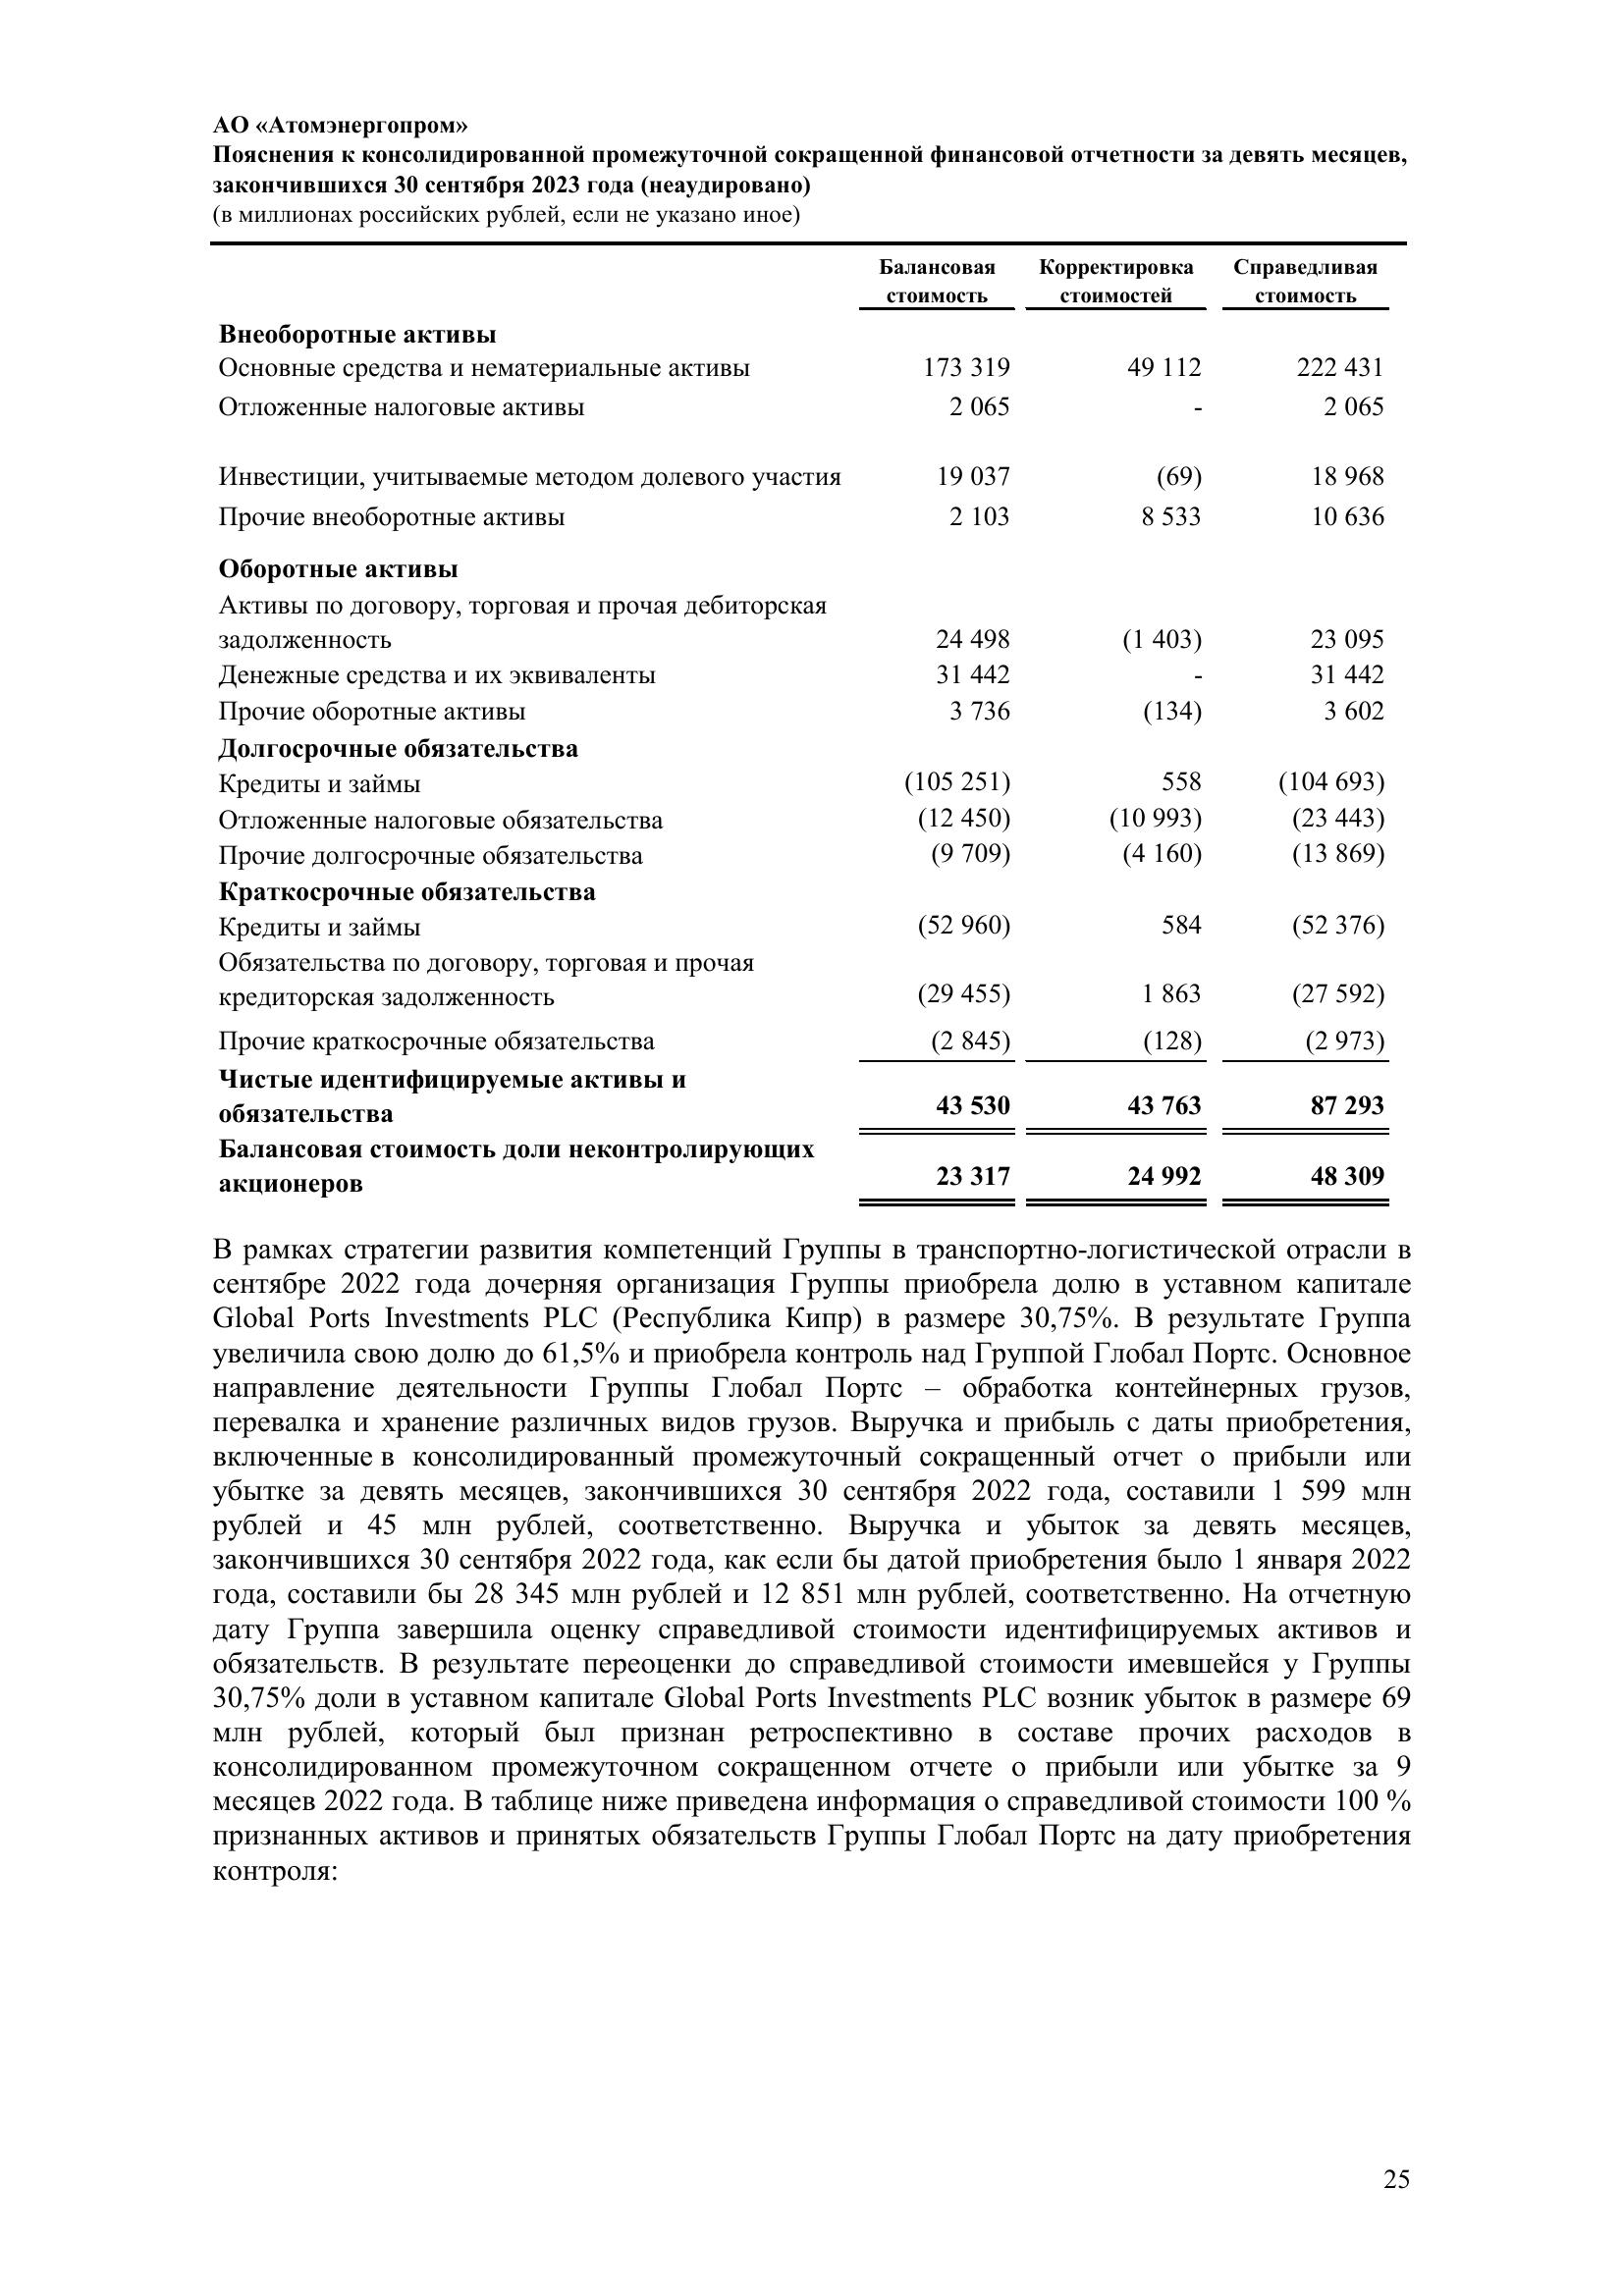 АО «Атомэнергопром»
Пояснения к консолидированной промежуточной сокращенной финансовой отчетности за девять месяцев,
закончившихся 30 сентября 2023 года (неаудировано)
(в миллионах российских рублей, если не указано иное)
Балансовая стоимость Корректировка стоимостей Справедливая стоимость
Внеоборотные активы
Основные средства и нематериальные активы 173 319 49 112 222 431
Отложенные налоговые активы 2 065 - 2 065
Инвестиции, учитываемые методом долевого участия 19 037 (69) 18 968
Прочие внеоборотные активы 2 103 8 533 10 636
Оборотные активы
Активы по договору, торговая и прочая дебиторская
задолженность 24 498 (1 403) 23 095
Денежные средства и их эквиваленты 31 442 - 31 442
Прочие оборотные активы 3 736 (134) 3 602
Долгосрочные обязательства
Кредиты и займы (105 251) 558 (104 693)
Отложенные налоговые обязательства (12 450) (10 993) (23 443)
Прочие долгосрочные обязательства (9 709) (4 160) (13 869)
Краткосрочные обязательства
Кредиты и займы (52 960) 584 (52 376)
Обязательства по договору, торговая и прочая
кредиторская задолженность (29 455) 1 863 (27 592)
Прочие краткосрочные обязательства (2 845) (128) (2 973)
Чистые идентифицируемые активы и
обязательства 43 530 43 763 87 293
Балансовая стоимость доли неконтролирующих
акционеров 23 317 24 992 48 309
В рамках стратегии развития компетенций Группы в транспортно-логистической отрасли в
сентябре 2022 года дочерняя организация Группы приобрела долю в уставном капитале
Global Ports Investments PLC (Республика Кипр) в размере 30,75%. В результате Группа
увеличила свою долю до 61,5% и приобрела контроль над Группой Глобал Портс. Основное
направление деятельности Группы Глобал Портс – обработка контейнерных грузов,
перевалка и хранение различных видов грузов. Выручка и прибыль с даты приобретения,
включенные в консолидированный промежуточный сокращенный отчет о прибыли или
убытке за девять месяцев, закончившихся 30 сентября 2022 года, составили 1 599 млн
рублей и 45 млн рублей, соответственно. Выручка и убыток за девять месяцев,
закончившихся 30 сентября 2022 года, как если бы датой приобретения было 1 января 2022
года, составили бы 28 345 млн рублей и 12 851 млн рублей, соответственно. На отчетную
дату Группа завершила оценку справедливой стоимости идентифицируемых активов и
обязательств. В результате переоценки до справедливой стоимости имевшейся у Группы
30,75% доли в уставном капитале Global Ports Investments PLC возник убыток в размере 69
млн рублей, который был признан ретроспективно в составе прочих расходов в
консолидированном промежуточном сокращенном отчете о прибыли или убытке за 9
месяцев 2022 года. В таблице ниже приведена информация о справедливой стоимости 100 %
признанных активов и принятых обязательств Группы Глобал Портс на дату приобретения
контроля:
25